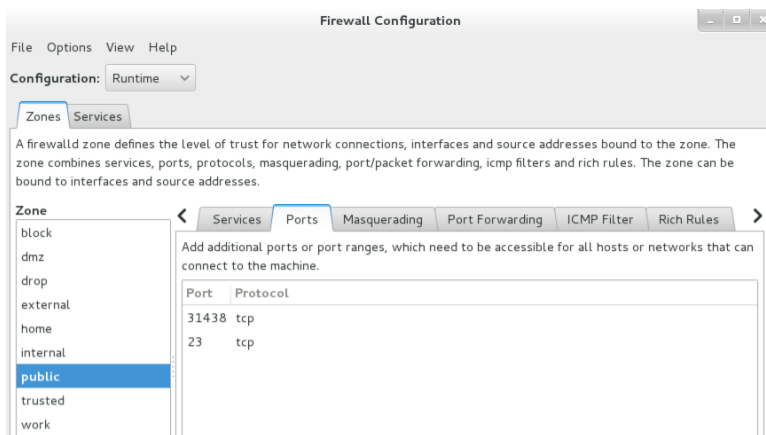 Firewall Configuration
File Options View Help
Configuration: Runtime
Zones Services
A firewalld zone defines the level of trust for network connections, interfaces and source addresses bound to the zone. The
zone combines services, ports, protocols, masquerading, port/packet forwarding, icmp filters and rich rules. The zone can be
bound to interfaces and source addresses.
Zone
block
dmz
drop
external
home
internal
public
trusted
work
Services Ports Masquerading Port Forwarding ICMP Filter Rich Rules
Add additional ports or port ranges, which need to be accessible for all hosts or networks that can
connect to the machine.
Port Protocol
31438 tcp
23 tcp